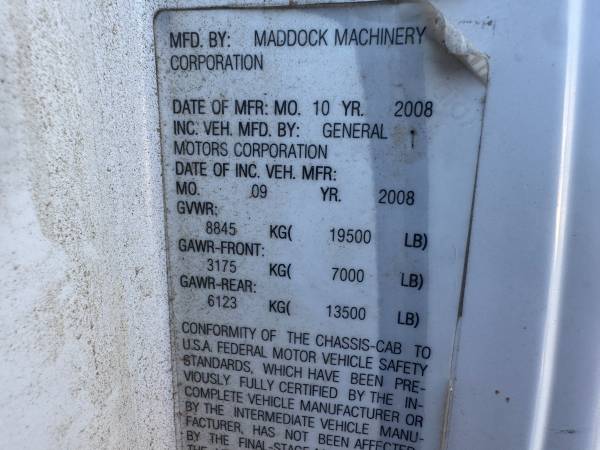 MFD. BY: MADDOCK MACHINERY
CORPORATION
DATE OF MFR: MO. 10 YR. 2008
INC. VEH. MFD. BY: GENERAL
MOTORS CORPORATION
DATE OF INC. VEH. MFR:
MO. 09 YR. 2008
GVWR:
8845 KG( 19500 LB)
GAWR-FRONT:
3175 KG( 7000 LB)
GAWR-REAR:
6123 KG( 13500 LB)
CONFORMITY OF THE CHASSIS-CAB TO
U.S.A. FEDERAL MOTOR VEHICLE SAFETY
STANDARDS, WHICH HAVE BEEN PRE-
VIOUSLY FULLY CERTIFIED BY THE IN-
COMPLETE VEHICLE MANUFACTURER OR
BY THE INTERMEDIATE VEHICLE MANU-
FACTURER, HAS NOT BEEN AFFECTED
BY THE FINAL-STAGE